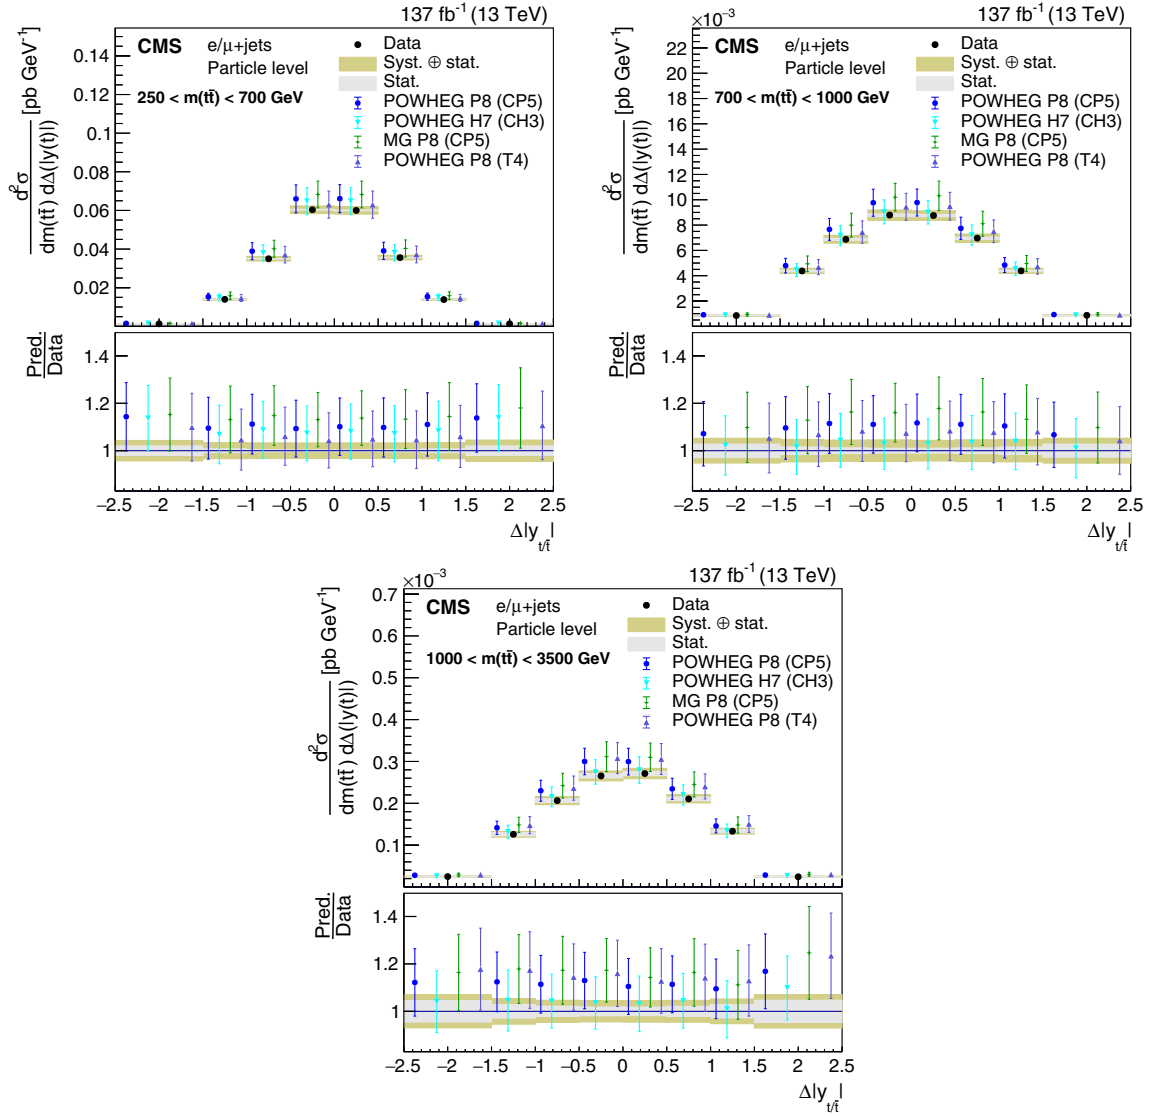 137 fb⁻¹ (13 TeV)
CMS e/μ+jets
Particle level
250 < m(tt̄) < 700 GeV
Data
Syst. ⊕ stat.
Stat.
POWHEG P8 (CP5)
POWHEG H7 (CH3)
MG P8 (CP5)
POWHEG P8 (T4)
d²σ
dm(tt̄) dΔ(|y(t)|)
[pb GeV⁻¹]
0.14
0.12
0.1
0.08
0.06
0.04
0.02
Pred.
Data
1.4
1.2
1
−2.5 −2 −1.5 −1 −0.5 0 0.5 1 1.5 2 2.5
Δ|y_t/t̄|
×10⁻³ 137 fb⁻¹ (13 TeV)
CMS e/μ+jets
Particle level
700 < m(tt̄) < 1000 GeV
Data
Syst. ⊕ stat.
Stat.
POWHEG P8 (CP5)
POWHEG H7 (CH3)
MG P8 (CP5)
POWHEG P8 (T4)
d²σ
dm(tt̄) dΔ(|y(t)|)
[pb GeV⁻¹]
22
20
18
16
14
12
10
8
6
4
2
Pred.
Data
1.4
1.2
1
−2.5 −2 −1.5 −1 −0.5 0 0.5 1 1.5 2 2.5
Δ|y_t/t̄|
×10⁻³ 137 fb⁻¹ (13 TeV)
CMS e/μ+jets
Particle level
1000 < m(tt̄) < 3500 GeV
Data
Syst. ⊕ stat.
Stat.
POWHEG P8 (CP5)
POWHEG H7 (CH3)
MG P8 (CP5)
POWHEG P8 (T4)
d²σ
dm(tt̄) dΔ(|y(t)|)
[pb GeV⁻¹]
0.7
0.6
0.5
0.4
0.3
0.2
0.1
Pred.
Data
1.4
1.2
1
−2.5 −2 −1.5 −1 −0.5 0 0.5 1 1.5 2 2.5
Δ|y_t/t̄|